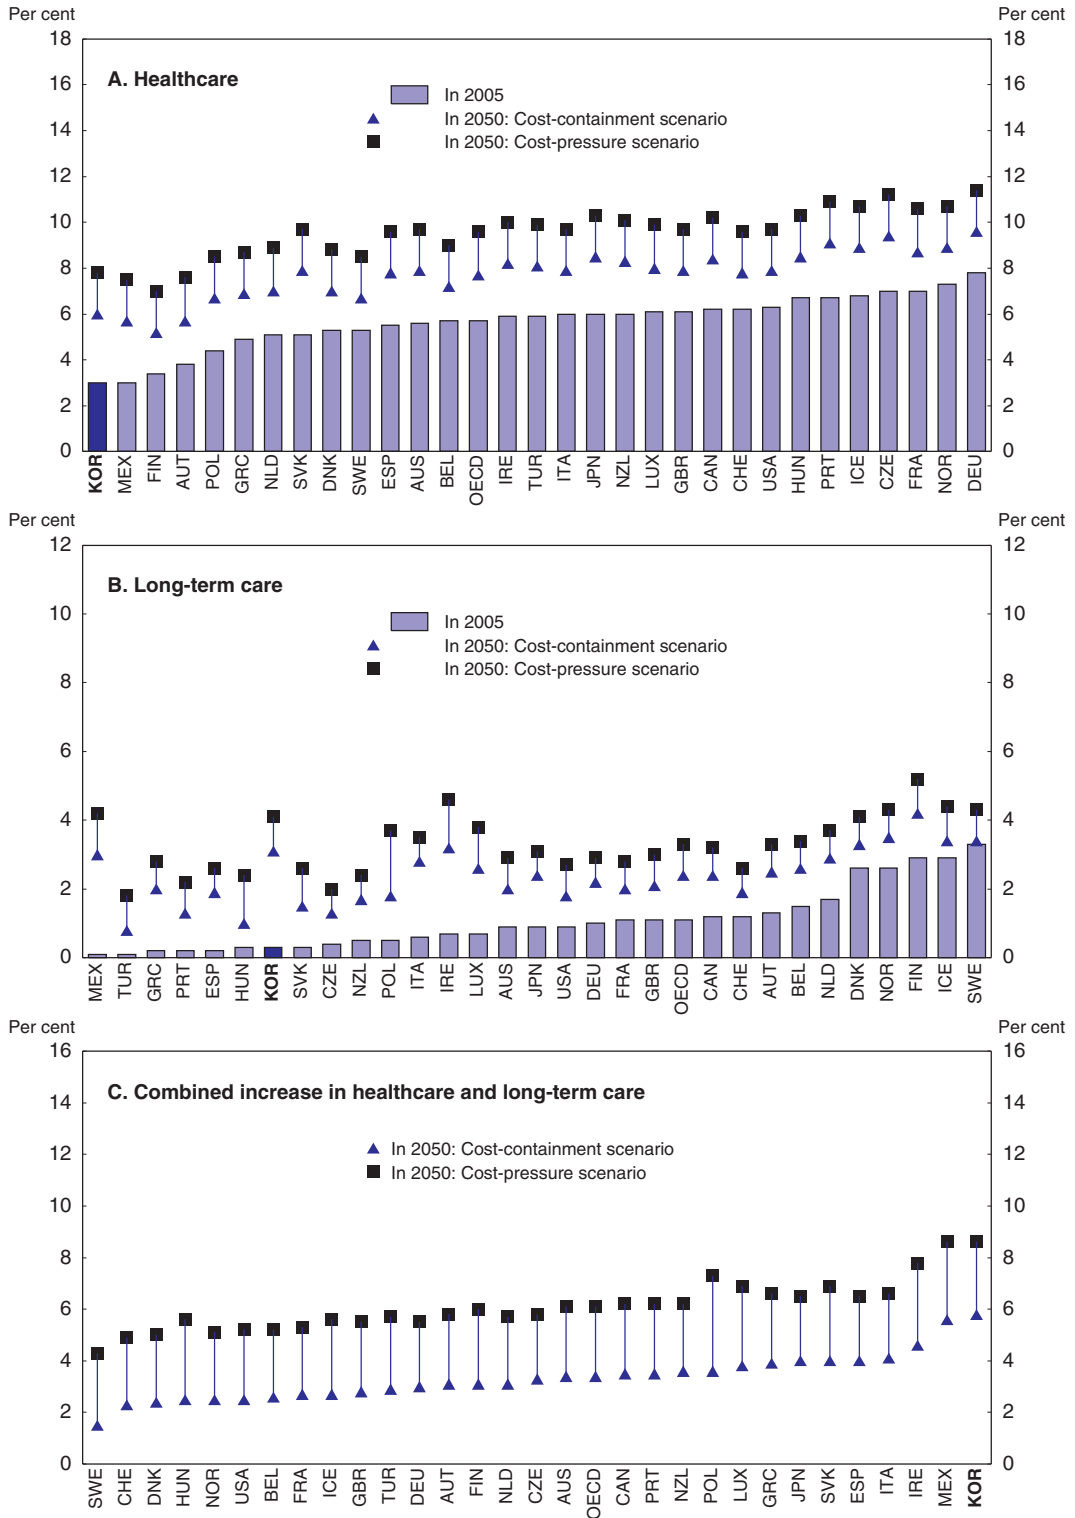 Per cent Per cent
18 18
A. Healthcare
16 16
In 2005
In 2050: Cost-containment scenario
14 14
In 2050: Cost-pressure scenario
12 12
10 10
8 8
6 6
4 4
2 2
0 0
KOR MEX FIN AUT POL GRC NLD SVK DNK SWE ESP AUS BEL OECD IRE TUR ITA JPN NZL LUX GBR CAN CHE USA HUN PRT ICE CZE FRA NOR DEU
Per cent Per cent
12 12
B. Long-term care
10 10
In 2005
In 2050: Cost-containment scenario
In 2050: Cost-pressure scenario
8 8
6 6
4 4
2 2
0 0
MEX TUR GRC PRT ESP HUN KOR SVK CZE NZL POL ITA IRE LUX AUS JPN USA DEU FRA GBR OECD CAN CHE AUT BEL NLD DNK NOR FIN ICE SWE
Per cent Per cent
16 16
C. Combined increase in healthcare and long-term care
14 14
In 2050: Cost-containment scenario
12 12
In 2050: Cost-pressure scenario
10 10
8 8
6 6
4 4
2 2
0 0
SWE CHE DNK HUN NOR USA BEL FRA ICE GBR TUR DEU AUT FIN NLD CZE AUS OECD CAN PRT NZL POL LUX GRC JPN SVK ESP ITA IRE MEX KOR